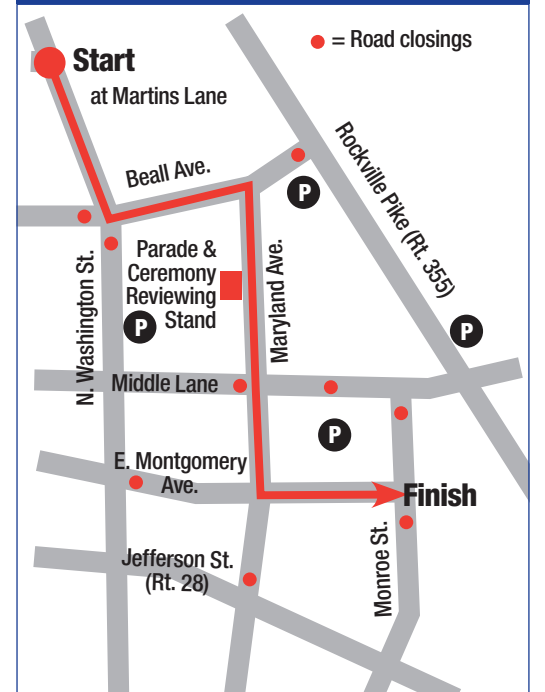 = Road closings
Start
at Martins Lane
Beall Ave.
Rockville Pike (Rt. 355)
P
Parade &
Ceremony
Reviewing
Stand
Maryland Ave.
N. Washington St.
P
P
Middle Lane
P
E. Montgomery
Ave.
Finish
Monroe St.
Jefferson St.
(Rt. 28)